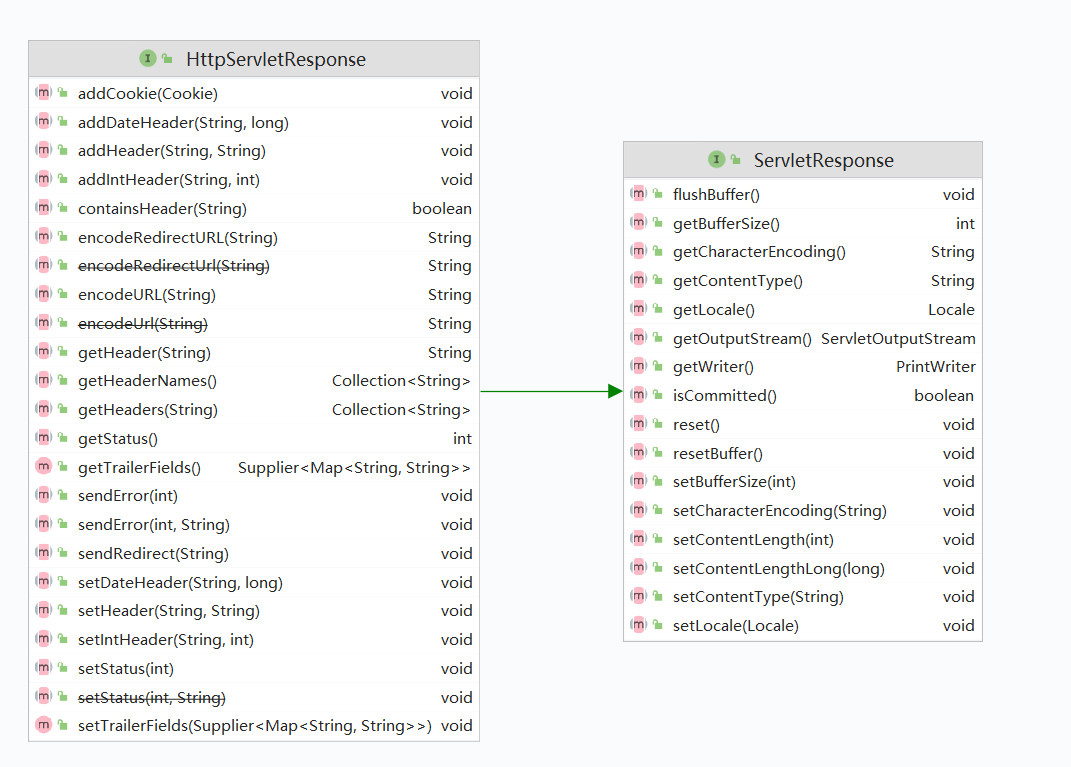 HttpServletResponse
addCookie(Cookie) void
addDateHeader(String, long) void
addHeader(String, String) void
addIntHeader(String, int) void
containsHeader(String) boolean
encodeRedirectURL(String) String
encodeRedirectUrl(String) String
encodeURL(String) String
encodeUrl(String) String
getHeader(String) String
getHeaderNames() Collection<String>
getHeaders(String) Collection<String>
getStatus() int
getTrailerFields() Supplier<Map<String, String>>
sendError(int) void
sendError(int, String) void
sendRedirect(String) void
setDateHeader(String, long) void
setHeader(String, String) void
setIntHeader(String, int) void
setStatus(int) void
setStatus(int, String) void
setTrailerFields(Supplier<Map<String, String>>) void
ServletResponse
flushBuffer() void
getBufferSize() int
getCharacterEncoding() String
getContentType() String
getLocale() Locale
getOutputStream() ServletOutputStream
getWriter() PrintWriter
isCommitted() boolean
reset() void
resetBuffer() void
setBufferSize(int) void
setCharacterEncoding(String) void
setContentLength(int) void
setContentLengthLong(long) void
setContentType(String) void
setLocale(Locale) void